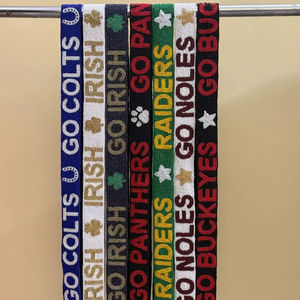 GO COLTS GO COLTS
IRISH IRISH
GO IRISH GO IRISH
GO PANTHERS GO PAN
RAIDERS RAIDERS
GO NOLES GO NOLES
GO BUCKEYES GO BUC